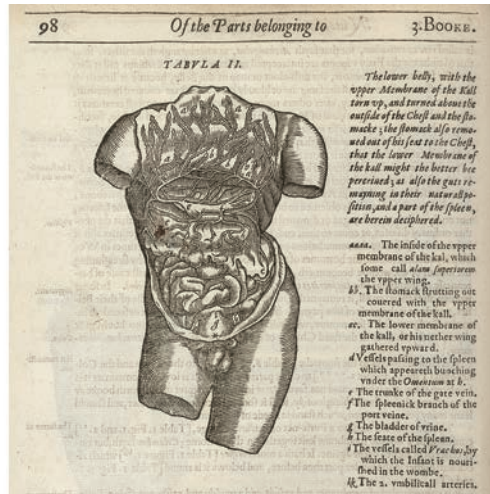 98 Of the Parts belonging to 3. BOOKE.
TABVLA II.
The lower belly, with the
vpper Membrane of the Kall
torn vp, and turned about the
outside of the Chest and the sto-
macke; the stomack also remo-
ued out of his seat to the Chest,
that the lower Membrane of
the kall might the better bee
perceiued; as also the guts re-
mayning in their naturall po-
sition, and a part of the spleen,
are herein deciphered.
aaaa. The inside of the vpper
membrane of the kal, which
some call alam superiorem
the vpper wing.
bb. The stomack strutting out
couered with the vpper
membrane of the kall.
cc. The lower membrane of
the kall, or his nether wing
gathered vpward.
d Vessels passing to the spleen
which appeareth bunching
vnder the Omentum at h.
e The trunke of the gate vein.
f The spleenick branch of the
port veine.
g The bladder of vrine.
h The seate of the spleen.
i The vessels called Vrachos, by
which the Infant is nouri-
shed in the wombe.
The 2. vmbilicall arteries.